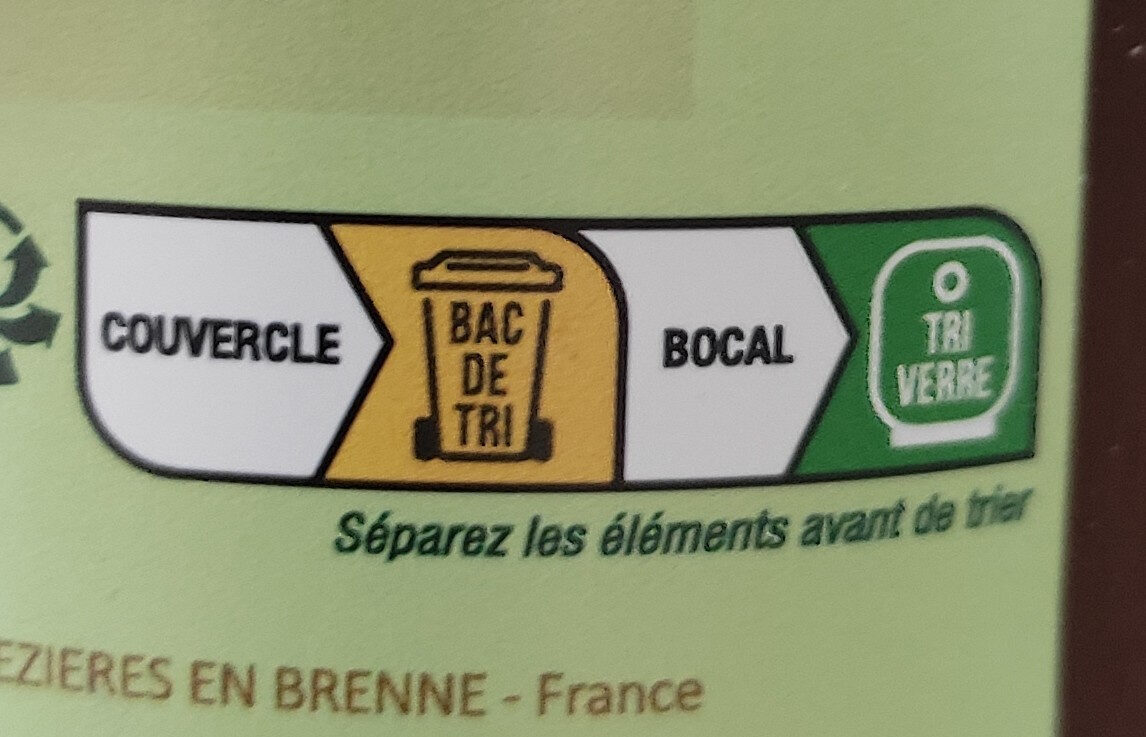 COUVERCLE
BAC
DE
TRI
BOCAL
TRI
VERRE
Séparez les éléments avant de trier
EZIERES EN BRENNE - France